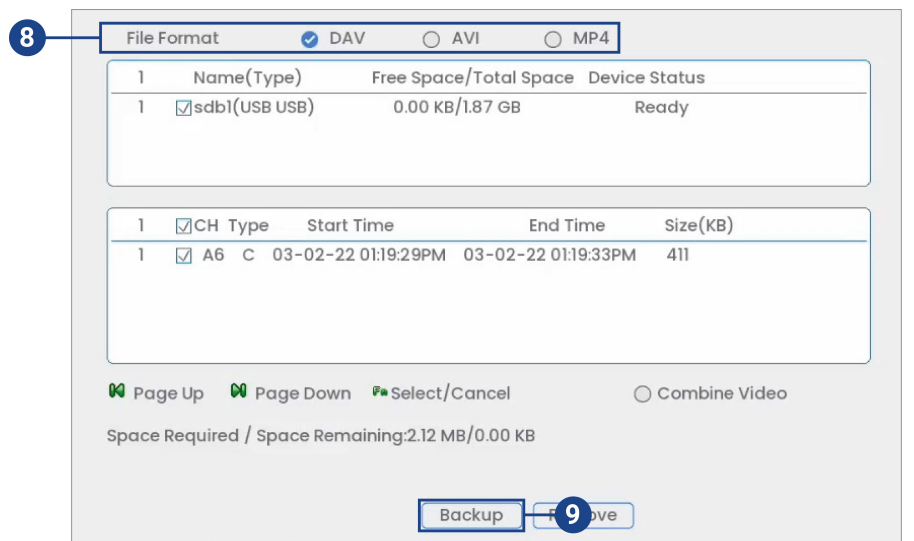 8 File Format DAV AVI MP4
1 Name(Type) Free Space/Total Space Device Status
1 sdb1(USB USB) 0.00 KB/1.87 GB Ready
1 CH Type Start Time End Time Size(KB)
1 A6 C 03-02-22 01:19:29PM 03-02-22 01:19:33PM 411
Page Up Page Down Fn Select/Cancel Combine Video
Space Required / Space Remaining:2.12 MB/0.00 KB
Backup 9